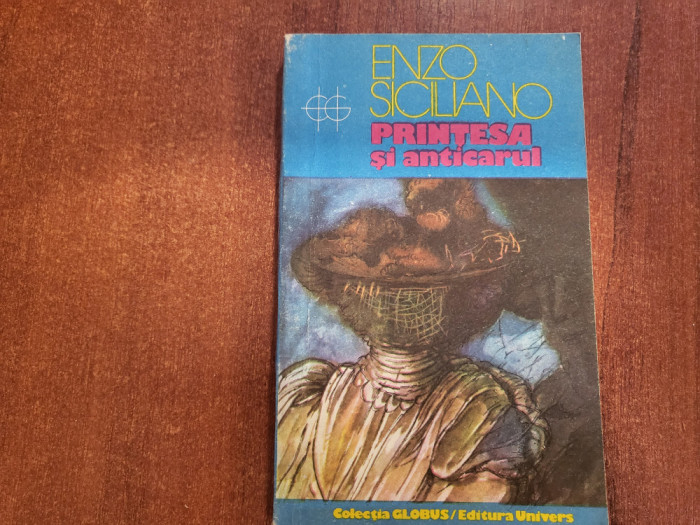 ENZO
SICILIANO
PRINȚESA
și anticarul
Colecția GLOBUS/Editura Univers